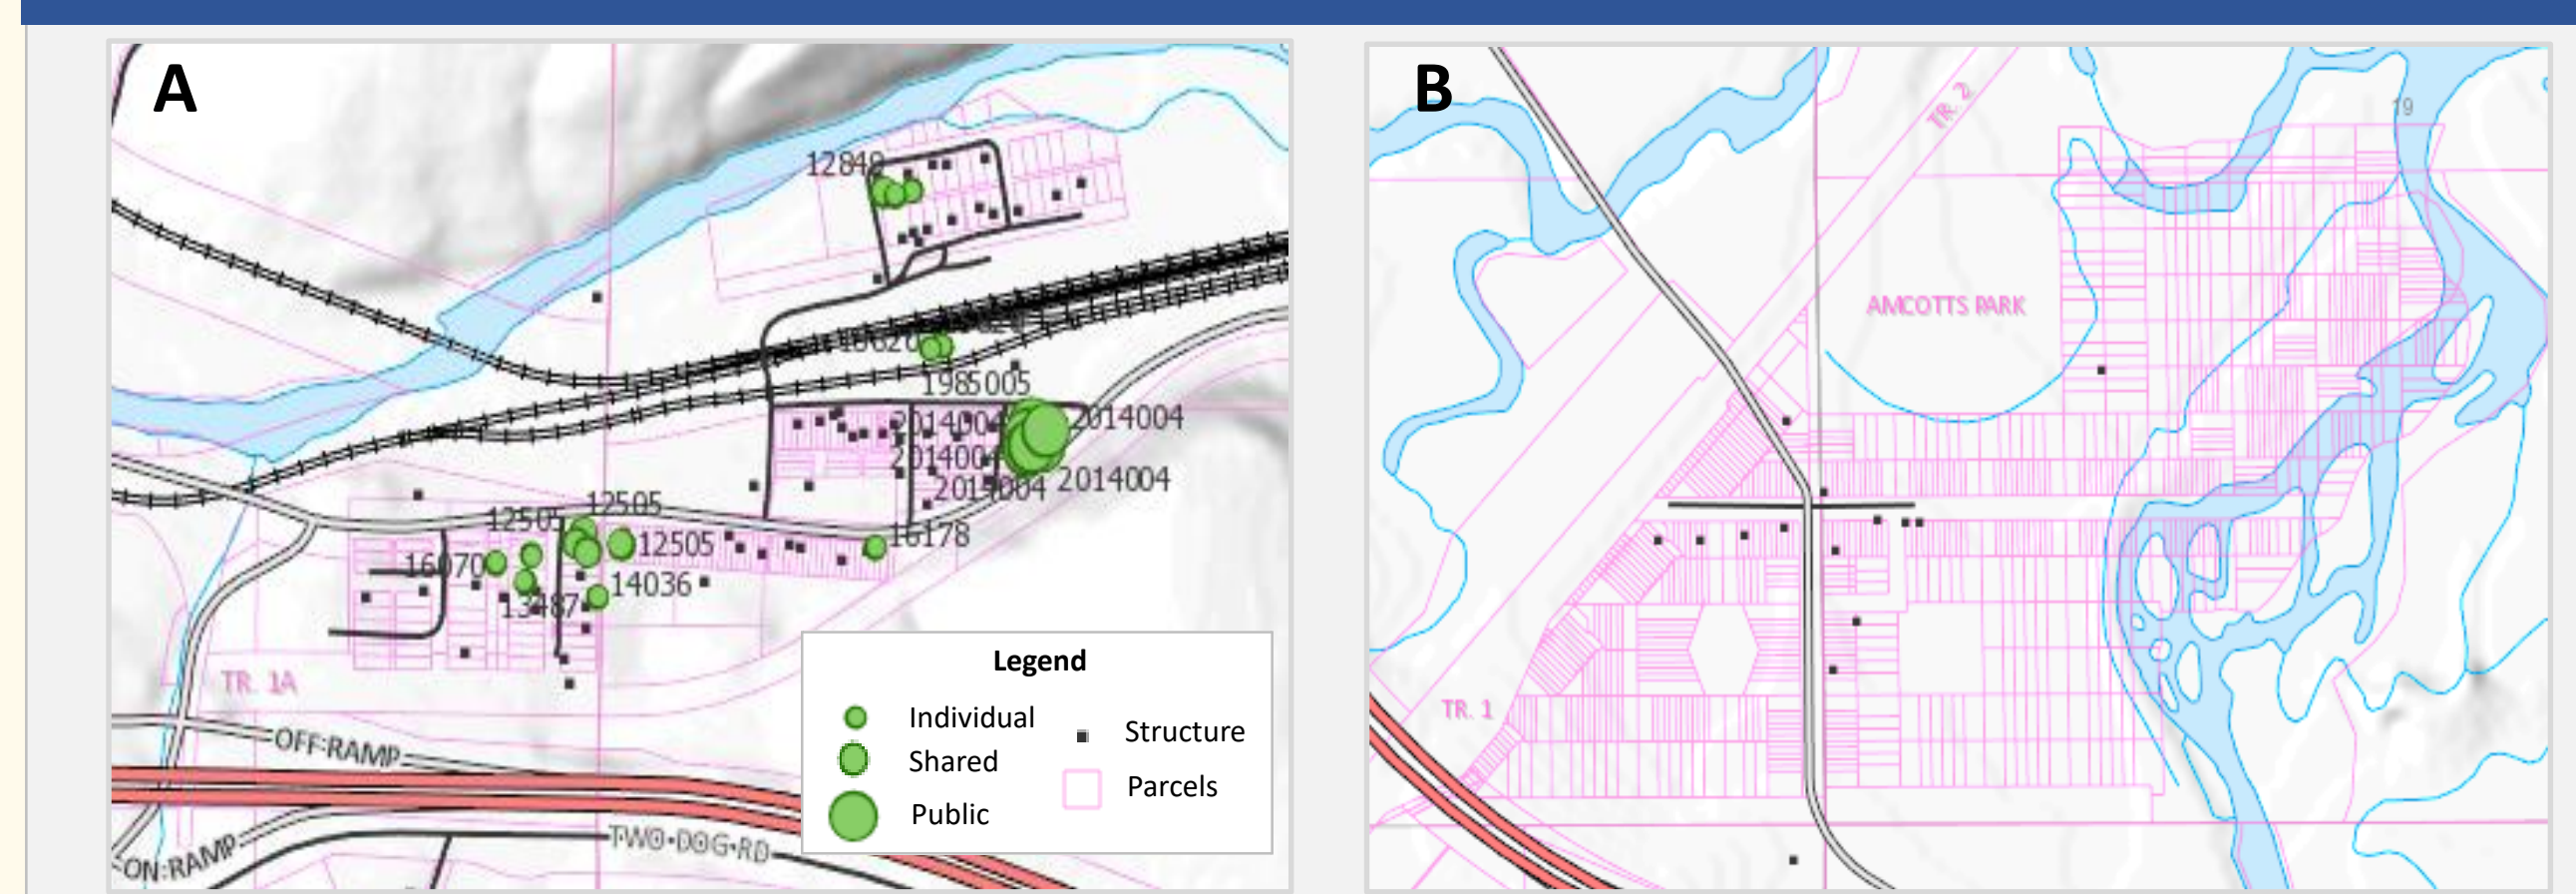 A
12848
1985005
2014004
2014004
2014004
2014004
2014004
12505
12505
12505
16178
16070
14036
13487
TR. 1A
OFF-RAMP
ON-RAMP
TWO-DOG-RD
Legend
Individual
Shared
Public
Structure
Parcels
B
TR. 2
19
AMCOTTS PARK
TR. 1